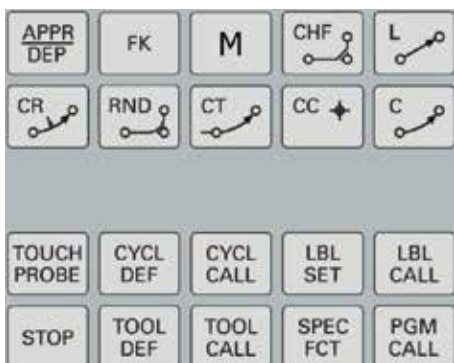 APPR
DEP
FK
M
CHF
L
CR
RND
CT
CC
C
TOUCH
PROBE
CYCL
DEF
CYCL
CALL
LBL
SET
LBL
CALL
STOP
TOOL
DEF
TOOL
CALL
SPEC
FCT
PGM
CALL